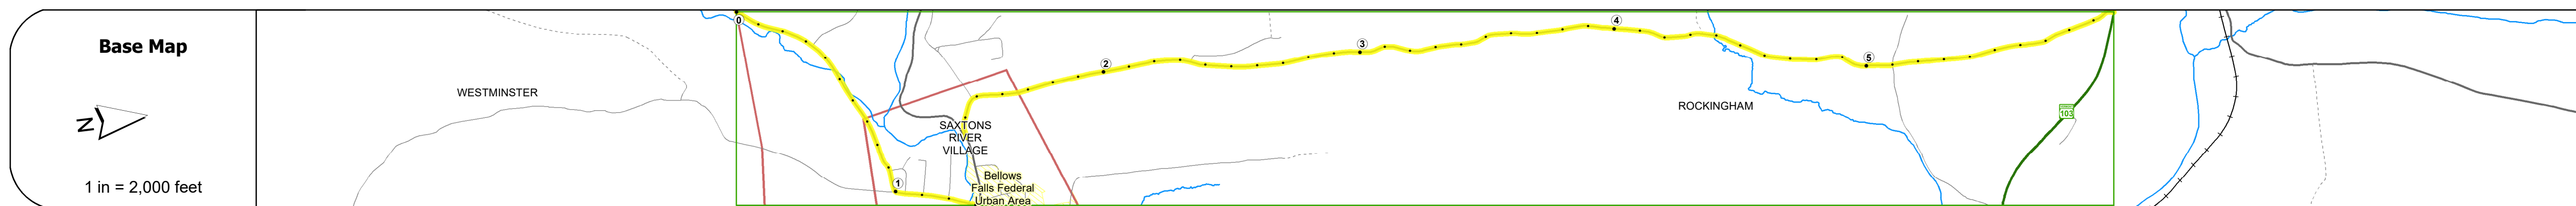 Base Map
N
1 in = 2,000 feet
WESTMINSTER
0
1
SAXTONS
RIVER
VILLAGE
Bellows
Falls Federal
Urban Area
2
3
4
5
ROCKINGHAM
103